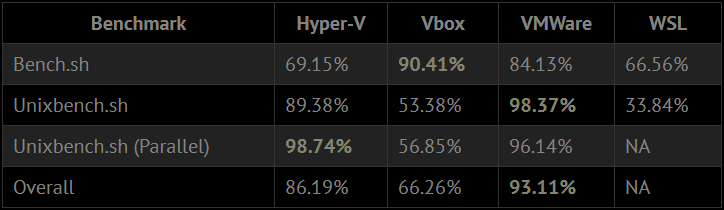 Benchmark Hyper-V Vbox VMWare WSL
Bench.sh 69.15% 90.41% 84.13% 66.56%
Unixbench.sh 89.38% 53.38% 98.37% 33.84%
Unixbench.sh (Parallel) 98.74% 56.85% 96.14% NA
Overall 86.19% 66.26% 93.11% NA